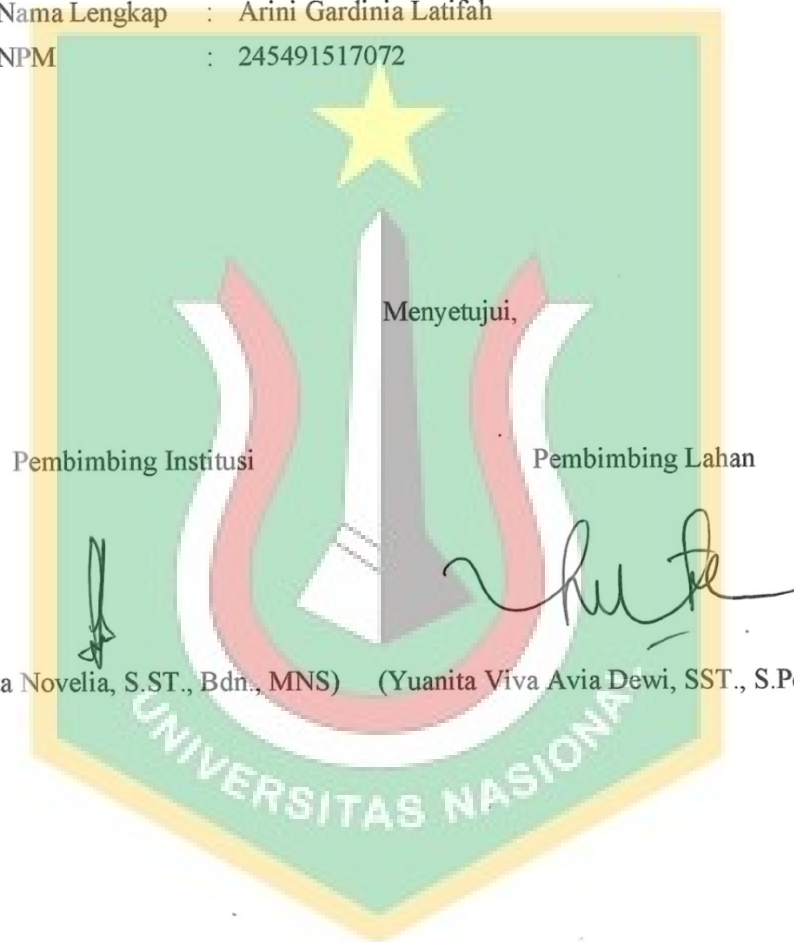 Nama Lengkap : Arini Gardinia Latifah
NPM : 245491517072
Menyetujui,
Pembimbing Institusi Pembimbing Lahan
a Novelia, S.ST., Bdn., MNS) (Yuanita Viva Avia Dewi, SST., S.Pd
UNIVERSITAS NASIONAL